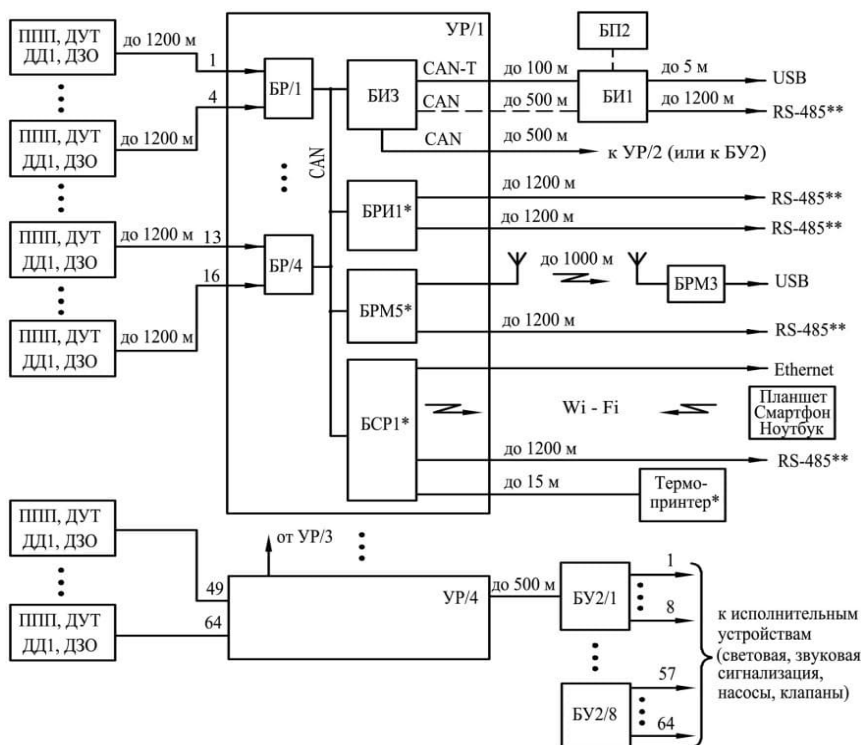 ППП, ДУТ
ДД1, ДЗО
до 1200 м
1
УР/1
БР/1
БИЗ
CAN-T
до 100 м
БП2
БИ1
до 5 м
USB
4
CAN
до 500 м
до 1200 м
RS-485**
ППП, ДУТ
ДД1, ДЗО
до 1200 м
CAN
CAN
до 500 м
к УР/2 (или к БУ2)
БРИ1*
до 1200 м
RS-485**
до 1200 м
RS-485**
ППП, ДУТ
ДД1, ДЗО
до 1200 м
13
БР/4
16
БРМ5*
до 1000 м
БРМ3
USB
ППП, ДУТ
ДД1, ДЗО
до 1200 м
до 1200 м
RS-485**
Ethernet
БСР1*
Wi - Fi
Планшет
Смартфон
Ноутбук
до 1200 м
RS-485**
до 15 м
Термо-
принтер*
ППП, ДУТ
ДД1, ДЗО
от УР/3
49
УР/4
до 500 м
БУ2/1
1
8
ППП, ДУТ
ДД1, ДЗО
64
к исполнительным
устройствам
(световая, звуковая
сигнализация,
насосы, клапаны)
БУ2/8
57
64